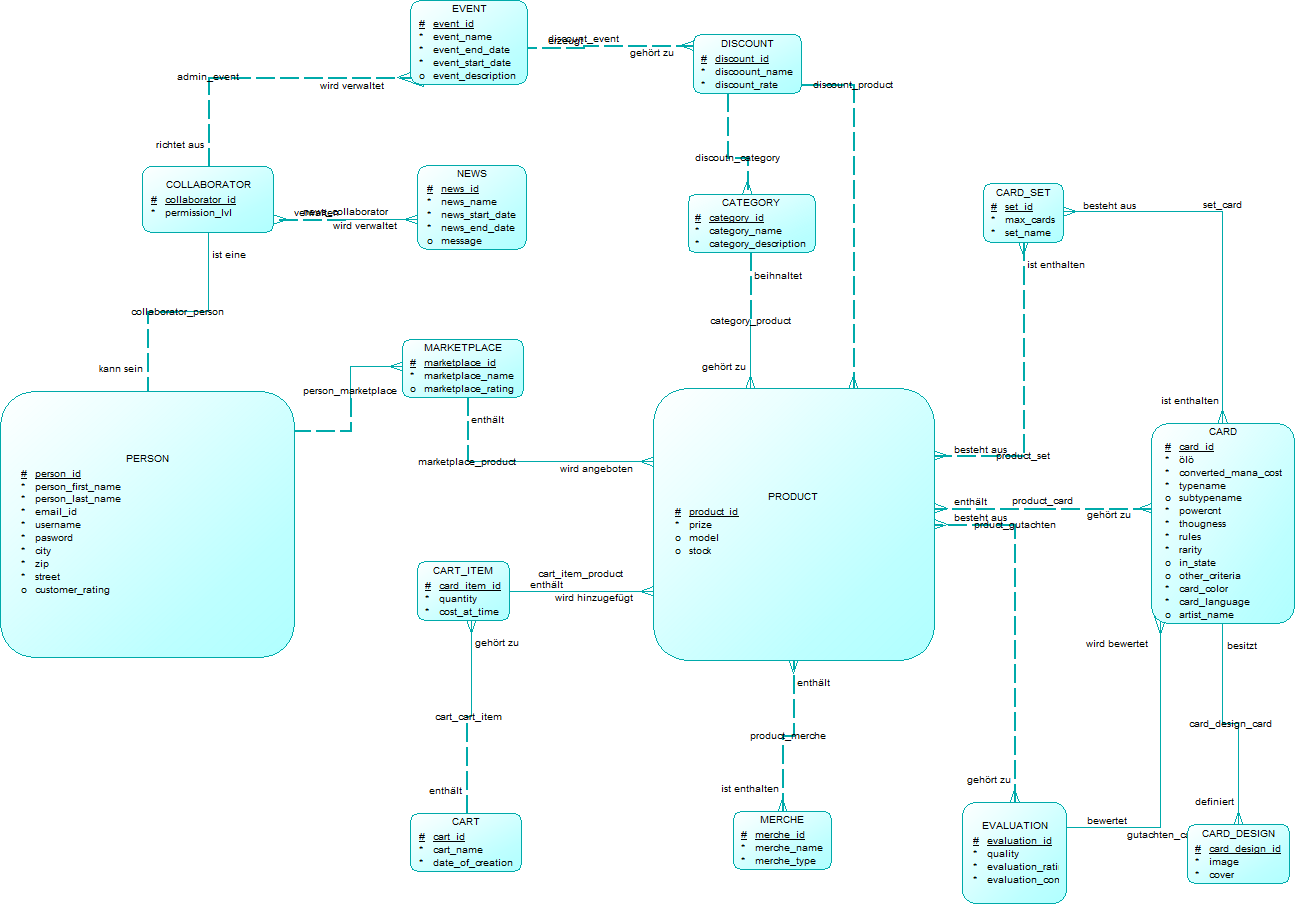 EVENT
# event_id
* event_name
* event_end_date
* event_start_date
o event_description
discount_event
erzeugt
gehört zu
DISCOUNT
# discount_id
* discoount_name
* discount_rate
admin_event
wird verwaltet
richtet aus
discount_product
discoutn_category
COLLABORATOR
# collaborator_id
* permission_lvl
NEWS
# news_id
* news_name
* news_start_date
* news_end_date
o message
news_collaborator
wird verwaltet
CATEGORY
# category_id
* category_name
* category_description
CARD_SET
# set_id
* max_cards
* set_name
besteht aus
set_card
ist eine
ist enthalten
beihnaltet
collaborator_person
category_product
kann sein
gehört zu
MARKETPLACE
# marketplace_id
* marketplace_name
o marketplace_rating
person_marketplace
ist enthalten
enthält
marketplace_product
wird angeboten
PERSON
# person_id
* person_first_name
* person_last_name
* email_id
* username
* pasword
* city
* zip
* street
o customer_rating
PRODUCT
# product_id
* prize
o model
o stock
besteht aus
product_set
enthält
product_card
gehört zu
besteht aus
CARD
# card_id
* ölö
* converted_mana_cost
* typename
o subtypename
* powercnt
* thougness
* rules
* rarity
o in_state
o other_criteria
* card_color
* card_language
o artist_name
CART_ITEM
# card_item_id
* quantity
* cost_at_time
cart_item_product
enthält
wird hinzugefügt
gehört zu
cart_cart_item
enthält
CART
# cart_id
* cart_name
* date_of_creation
enthält
product_merche
ist enthalten
MERCHE
# merche_id
* merche_name
* merche_type
wird bewertet
besitzt
card_design_card
gehört zu
definiert
bewertet
EVALUATION
# evaluation_id
* quality
* evaluation_rati
* evaluation_con
CARD_DESIGN
# card_design_id
* image
* cover